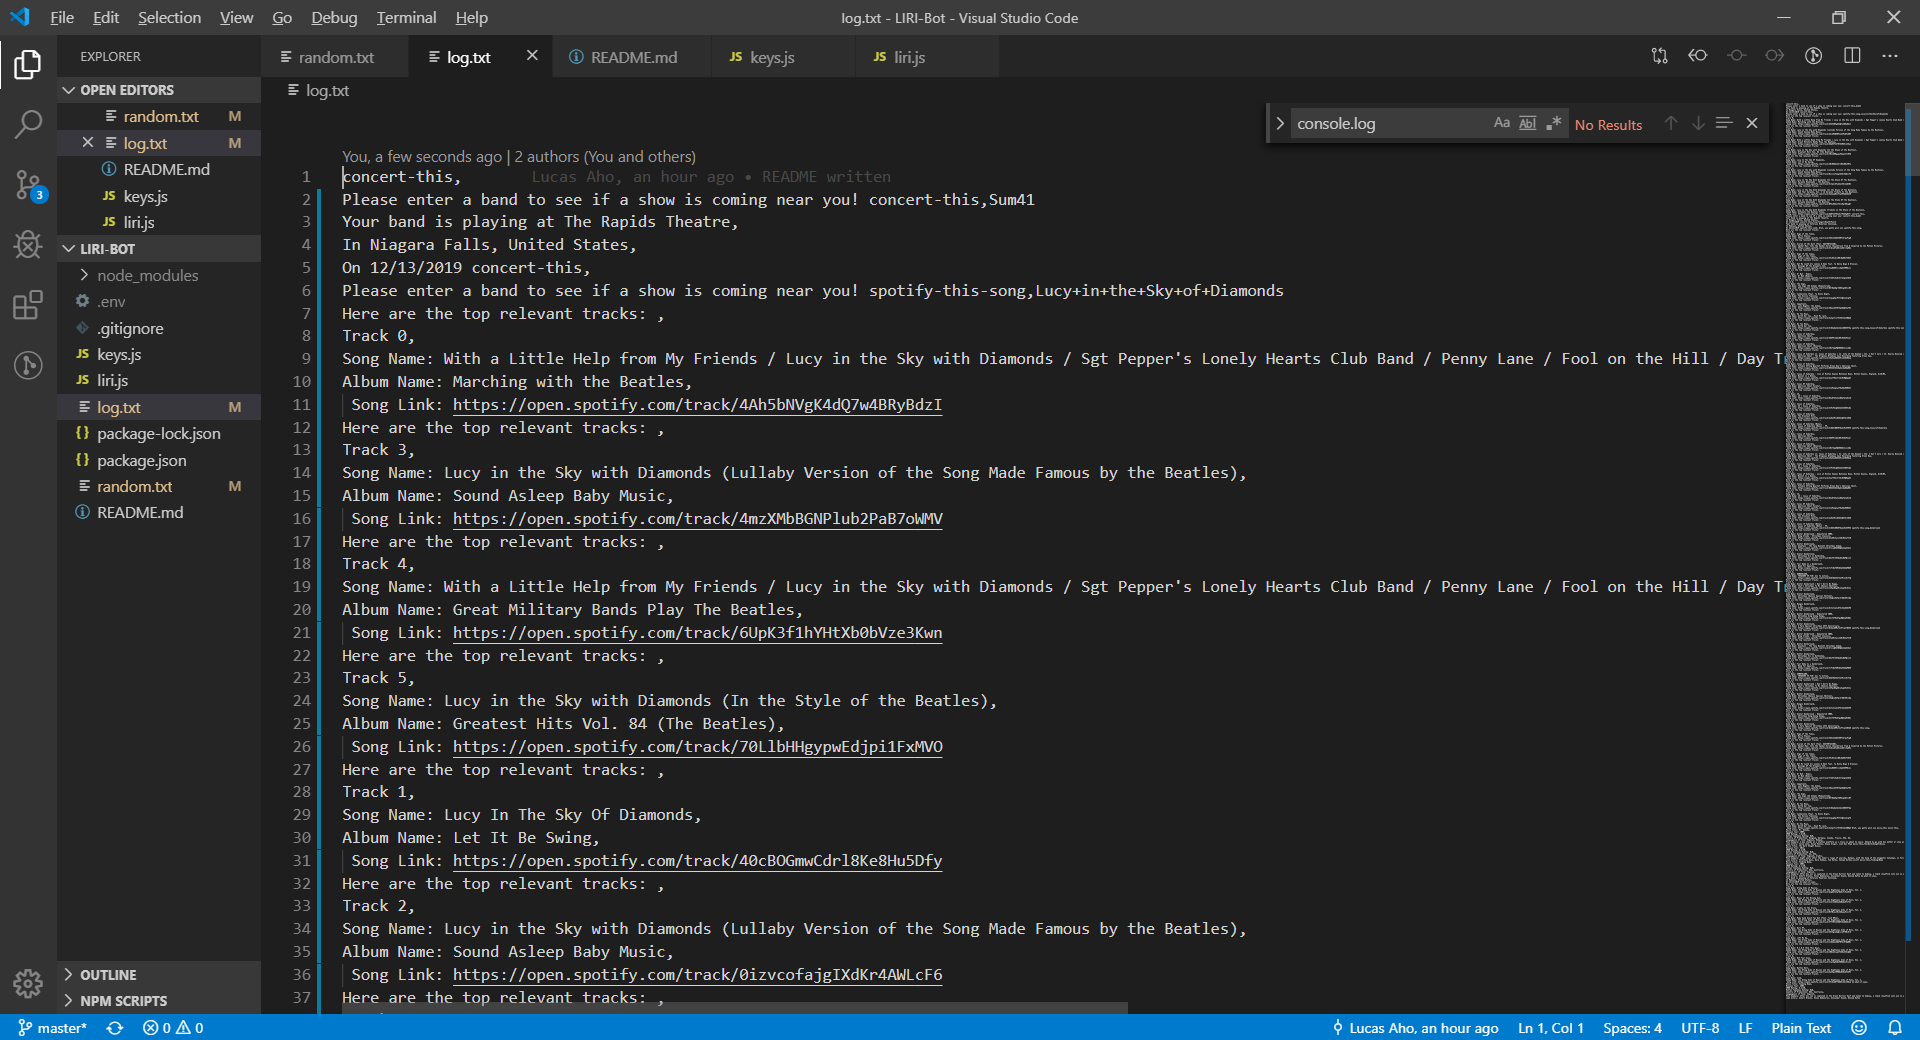 File Edit Selection View Go Debug Terminal Help
log.txt - LIRI-Bot - Visual Studio Code
EXPLORER
random.txt
log.txt
README.md
JS keys.js
JS liri.js
OPEN EDITORS
random.txt M
log.txt M
README.md
JS keys.js
JS liri.js
LIRI-BOT
node_modules
.env
.gitignore
JS keys.js
JS liri.js
log.txt M
{} package-lock.json
{} package.json
random.txt M
README.md
OUTLINE
NPM SCRIPTS
3
log.txt
console.log
Aa Abl .*
No Results
You, a few seconds ago | 2 authors (You and others)
1 concert-this, Lucas Aho, an hour ago • README written
2 Please enter a band to see if a show is coming near you! concert-this,Sum41
3 Your band is playing at The Rapids Theatre,
4 In Niagara Falls, United States,
5 On 12/13/2019 concert-this,
6 Please enter a band to see if a show is coming near you! spotify-this-song,Lucy+in+the+Sky+of+Diamonds
7 Here are the top relevant tracks: ,
8 Track 0,
9 Song Name: With a Little Help from My Friends / Lucy in the Sky with Diamonds / Sgt Pepper's Lonely Hearts Club Band / Penny Lane / Fool on the Hill / Day T
10 Album Name: Marching with the Beatles,
11 Song Link: https://open.spotify.com/track/4Ah5bNVgK4dQ7w4BRyBdzI
12 Here are the top relevant tracks: ,
13 Track 3,
14 Song Name: Lucy in the Sky with Diamonds (Lullaby Version of the Song Made Famous by the Beatles),
15 Album Name: Sound Asleep Baby Music,
16 Song Link: https://open.spotify.com/track/4mzXMbBGNPlub2PaB7oWMV
17 Here are the top relevant tracks: ,
18 Track 4,
19 Song Name: With a Little Help from My Friends / Lucy in the Sky with Diamonds / Sgt Pepper's Lonely Hearts Club Band / Penny Lane / Fool on the Hill / Day T
20 Album Name: Great Military Bands Play The Beatles,
21 Song Link: https://open.spotify.com/track/6UpK3f1hYHtXb0bVze3Kwn
22 Here are the top relevant tracks: ,
23 Track 5,
24 Song Name: Lucy in the Sky with Diamonds (In the Style of the Beatles),
25 Album Name: Greatest Hits Vol. 84 (The Beatles),
26 Song Link: https://open.spotify.com/track/70LlbHHgypwEdjpi1FxMVO
27 Here are the top relevant tracks: ,
28 Track 1,
29 Song Name: Lucy In The Sky Of Diamonds,
30 Album Name: Let It Be Swing,
31 Song Link: https://open.spotify.com/track/40cBOGmwCdrl8Ke8Hu5Dfy
32 Here are the top relevant tracks: ,
33 Track 2,
34 Song Name: Lucy in the Sky with Diamonds (Lullaby Version of the Song Made Famous by the Beatles),
35 Album Name: Sound Asleep Baby Music,
36 Song Link: https://open.spotify.com/track/0izvcofajgIXdKr4AWLcF6
37 Here are the top relevant tracks: ,
master* 0 0
Lucas Aho, an hour ago Ln 1, Col 1 Spaces: 4 UTF-8 LF Plain Text